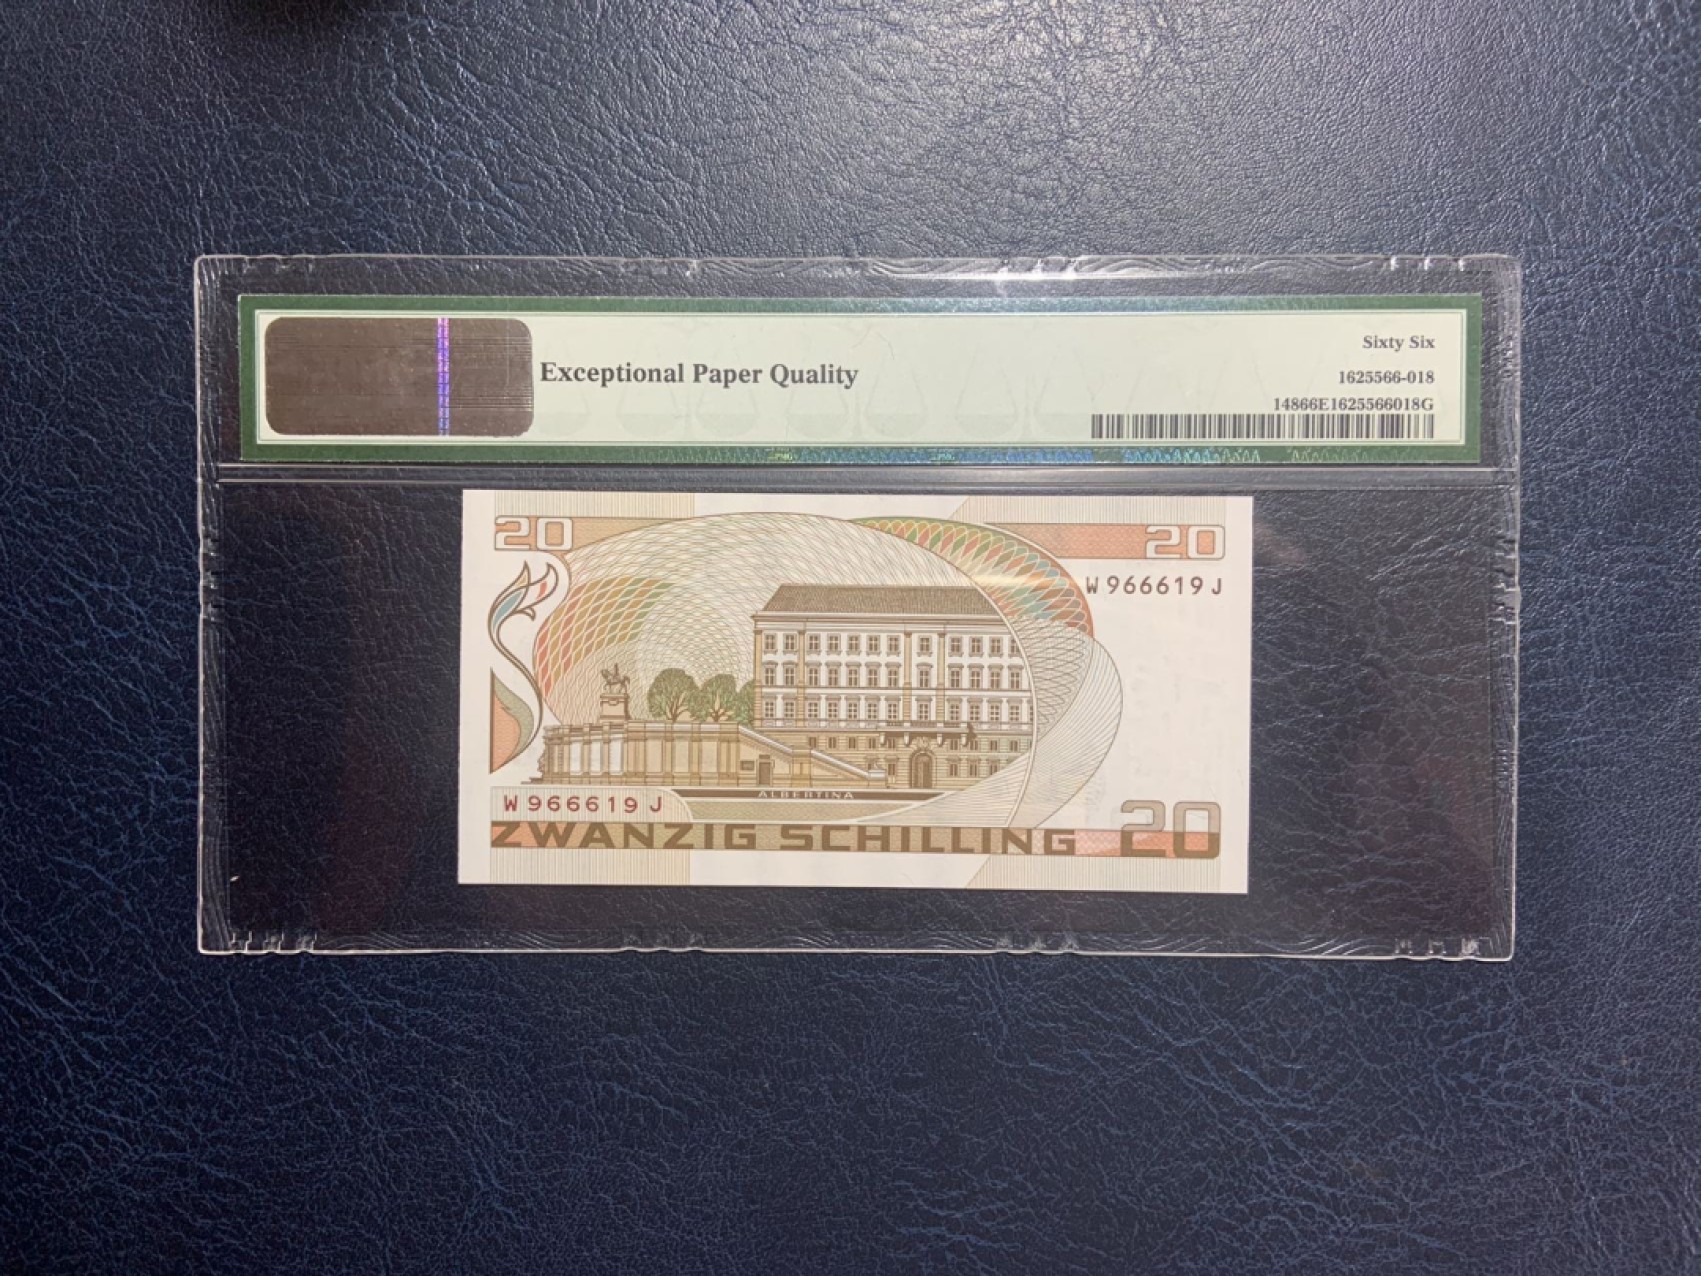 Exceptional Paper Quality
Sixty Six
1625566-018
14866E1625566018G
20
20
W 966619 J
ALBERTINA
W 966619 J
ZWANZIG SCHILLING
20